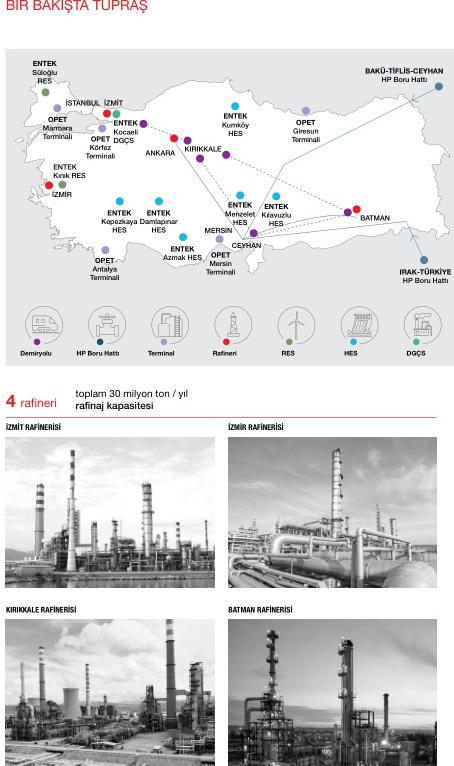 BİR BAKIŞTA TÜPRAŞ
ENTEK
Süloğlu
RES
BAKÜ-TİFLİS-CEYHAN
HP Boru Hattı
İSTANBUL
İZMİT
OPET
Marmara
Terminali
OPET
Körfez
Terminali
ENTEK
Kocaeli
DGÇS
ENTEK
Kumköy
HES
OPET
Giresun
Terminali
ANKARA
KIRIKKALE
ENTEK
Kınık RES
İZMİR
ENTEK
Kepezkaya
HES
ENTEK
Damlapınar
HES
ENTEK
Menzelet
HES
ENTEK
Kılavuzlu
HES
BATMAN
MERSİN
CEYHAN
ENTEK
Azmak HES
OPET
Mersin
Terminali
OPET
Antalya
Terminali
IRAK-TÜRKİYE
HP Boru Hattı
Demiryolu
HP Boru Hattı
Terminal
Rafineri
RES
HES
DGÇS
4 rafineri
toplam 30 milyon ton / yıl
rafinaj kapasitesi
İZMİT RAFİNERİSİ
İZMİR RAFİNERİSİ
KIRIKKALE RAFİNERİSİ
BATMAN RAFİNERİSİ